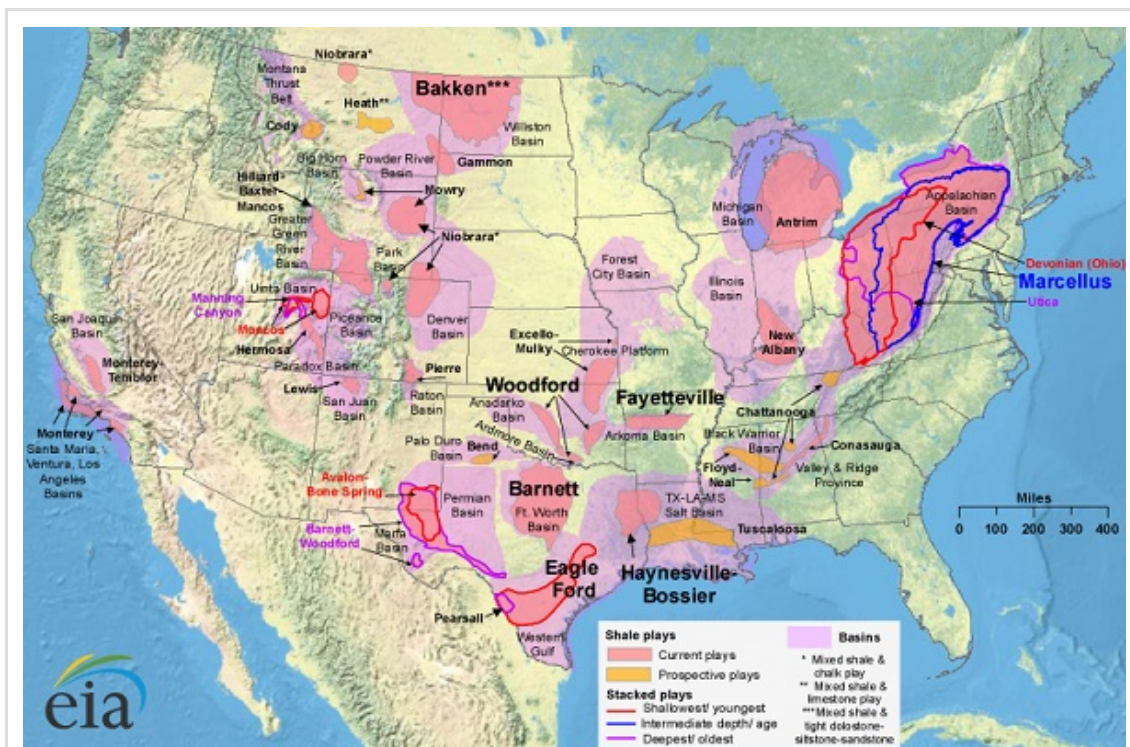 Niobrara*
Montana
Thrust
Belt
Bakken***
Heath**
Cody
Williston
Basin
Big Horn
Basin
Powder River
Basin
Gammon
Hilliard-
Baxter-
Mancos
Mowry
Greater
Green
River
Basin
Park
Basin
Niobrara*
Uinta Basin
Manning
Canyon
Mancos
Piceance
Basin
Denver
Basin
Hermosa
Paradox Basin
Lewis
San Juan
Basin
Pierre
Raton
Basin
San Joaquin
Basin
Monterey-
Temblor
Monterey
Santa Maria,
Ventura, Los
Angeles
Basins
Forest
City Basin
Excello-
Mulky
Cherokee Platform
Woodford
Anadarko
Basin
Ardmore Basin
Arkoma Basin
Fayetteville
Palo Duro
Basin
Bend
Avalon-
Bone Spring
Permian
Basin
Barnett
Ft. Worth
Basin
Barnett-
Woodford
Marfa
Basin
Eagle
Ford
Pearsall
Western
Gulf
Haynesville-
Bossier
TX-LA-MS
Salt Basin
Tuscaloosa
Michigan
Basin
Antrim
Illinois
Basin
New
Albany
Appalachian
Basin
Devonian (Ohio)
Marcellus
Utica
Chattanooga
Black Warrior
Basin
Conasauga
Floyd-
Neal
Valley & Ridge
Province
Miles
0 100 200 300 400
Shale plays
Current plays
Prospective plays
Stacked plays
Shallowest/ youngest
Intermediate depth/ age
Deepest/ oldest
Basins
* Mixed shale &
chalk play
** Mixed shale &
limestone play
***Mixed shale &
tight dolostone-
siltstone-sandstone
eia